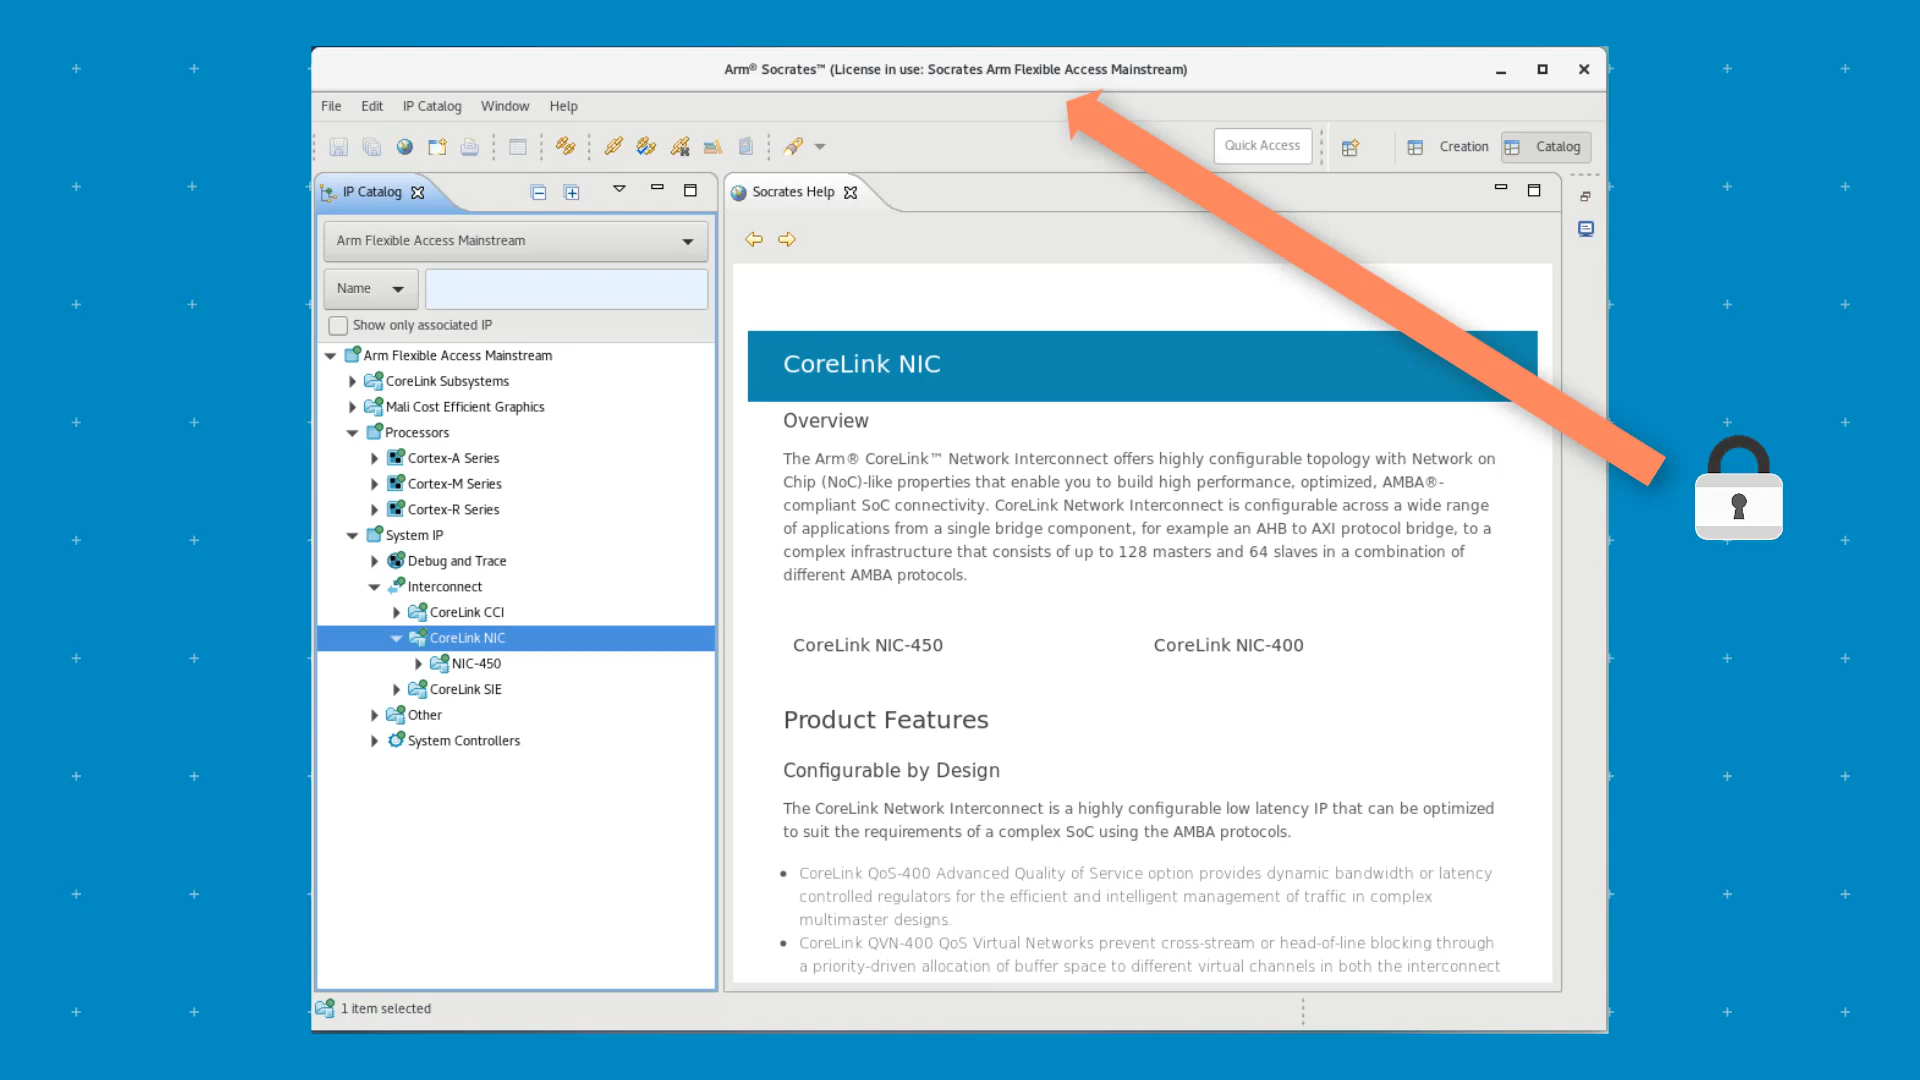 Arm® Socrates™ (License in use: Socrates Arm Flexible Access Mainstream)
File Edit IP Catalog Window Help
Quick Access
Creation
Catalog
IP Catalog
Arm Flexible Access Mainstream
Name
Show only associated IP
Arm Flexible Access Mainstream
CoreLink Subsystems
Mali Cost Efficient Graphics
Processors
Cortex-A Series
Cortex-M Series
Cortex-R Series
System IP
Debug and Trace
Interconnect
CoreLink CCI
CoreLink NIC
NIC-450
CoreLink SIE
Other
System Controllers
1 item selected
Socrates Help
CoreLink NIC
Overview
The Arm® CoreLink™ Network Interconnect offers highly configurable topology with Network on
Chip (NoC)-like properties that enable you to build high performance, optimized, AMBA®-
compliant SoC connectivity. CoreLink Network Interconnect is configurable across a wide range
of applications from a single bridge component, for example an AHB to AXI protocol bridge, to a
complex infrastructure that consists of up to 128 masters and 64 slaves in a combination of
different AMBA protocols.
CoreLink NIC-450 CoreLink NIC-400
Product Features
Configurable by Design
The CoreLink Network Interconnect is a highly configurable low latency IP that can be optimized
to suit the requirements of a complex SoC using the AMBA protocols.
• CoreLink QoS-400 Advanced Quality of Service option provides dynamic bandwidth or latency
controlled regulators for the efficient and intelligent management of traffic in complex
multimaster designs.
• CoreLink QVN-400 QoS Virtual Networks prevent cross-stream or head-of-line blocking through
a priority-driven allocation of buffer space to different virtual channels in both the interconnect